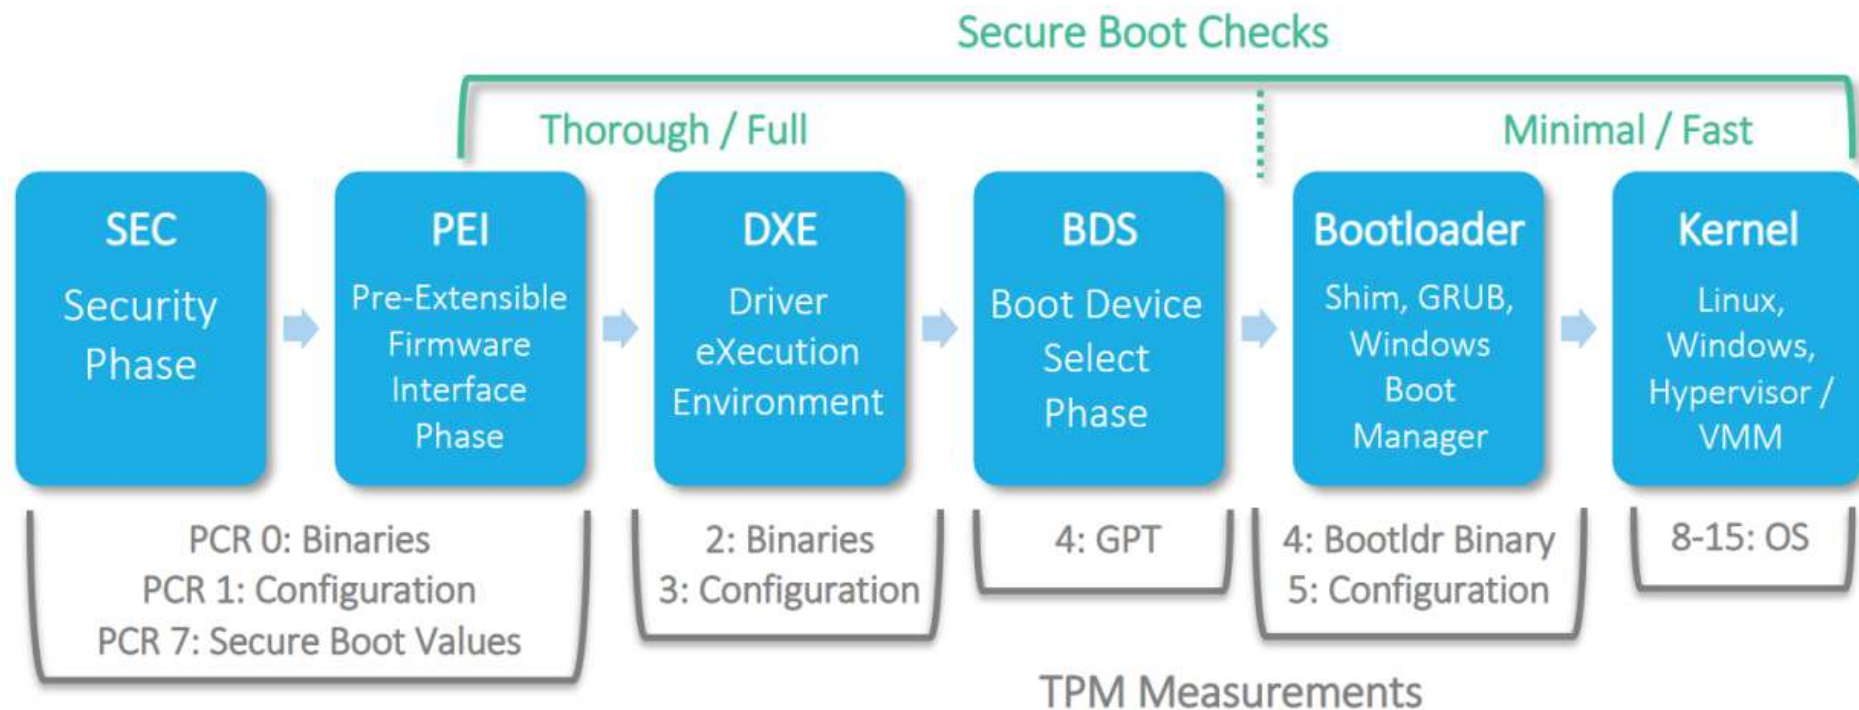 Secure Boot Checks
Thorough / Full
Minimal / Fast
SEC
Security
Phase
PEI
Pre-Extensible
Firmware
Interface
Phase
DXE
Driver
eXecution
Environment
BDS
Boot Device
Select
Phase
Bootloader
Shim, GRUB,
Windows
Boot
Manager
Kernel
Linux,
Windows,
Hypervisor /
VMM
PCR 0: Binaries
PCR 1: Configuration
PCR 7: Secure Boot Values
2: Binaries
3: Configuration
4: GPT
4: Bootldr Binary
5: Configuration
8-15: OS
TPM Measurements